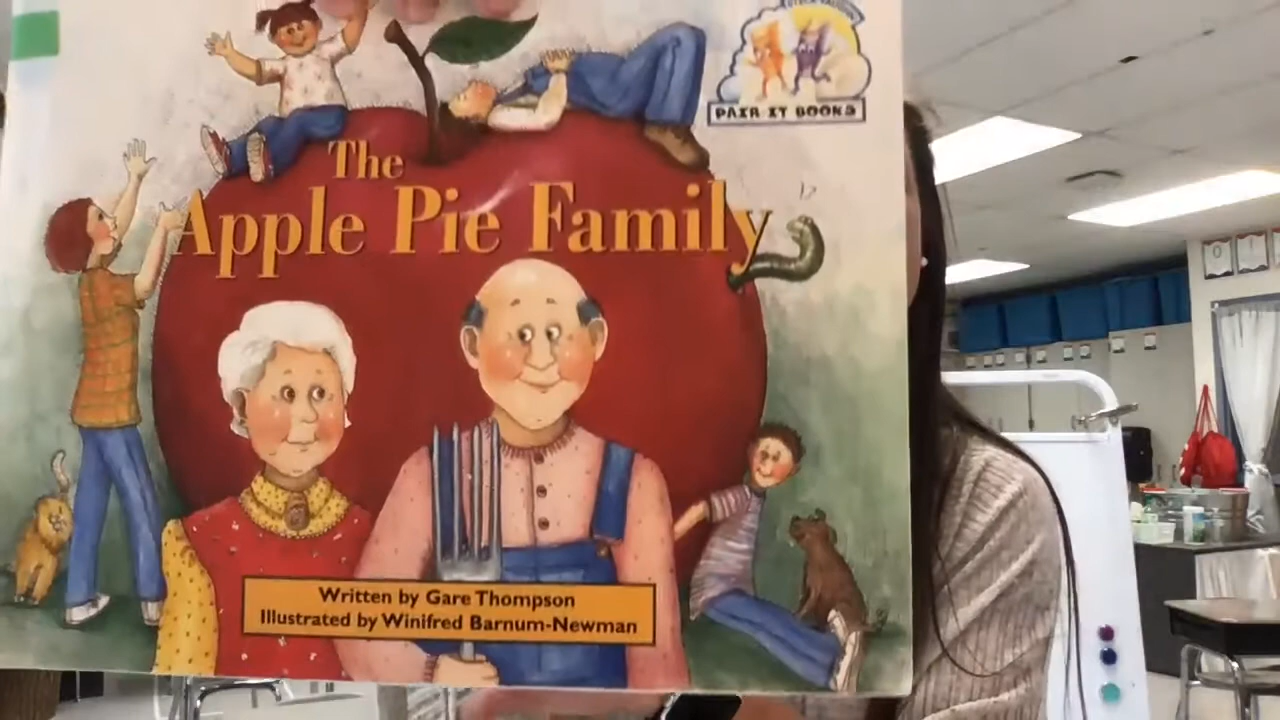 PAIR-IT BOOKS
The
Apple Pie Family
Written by Gare Thompson
Illustrated by Winifred Barnum-Newman